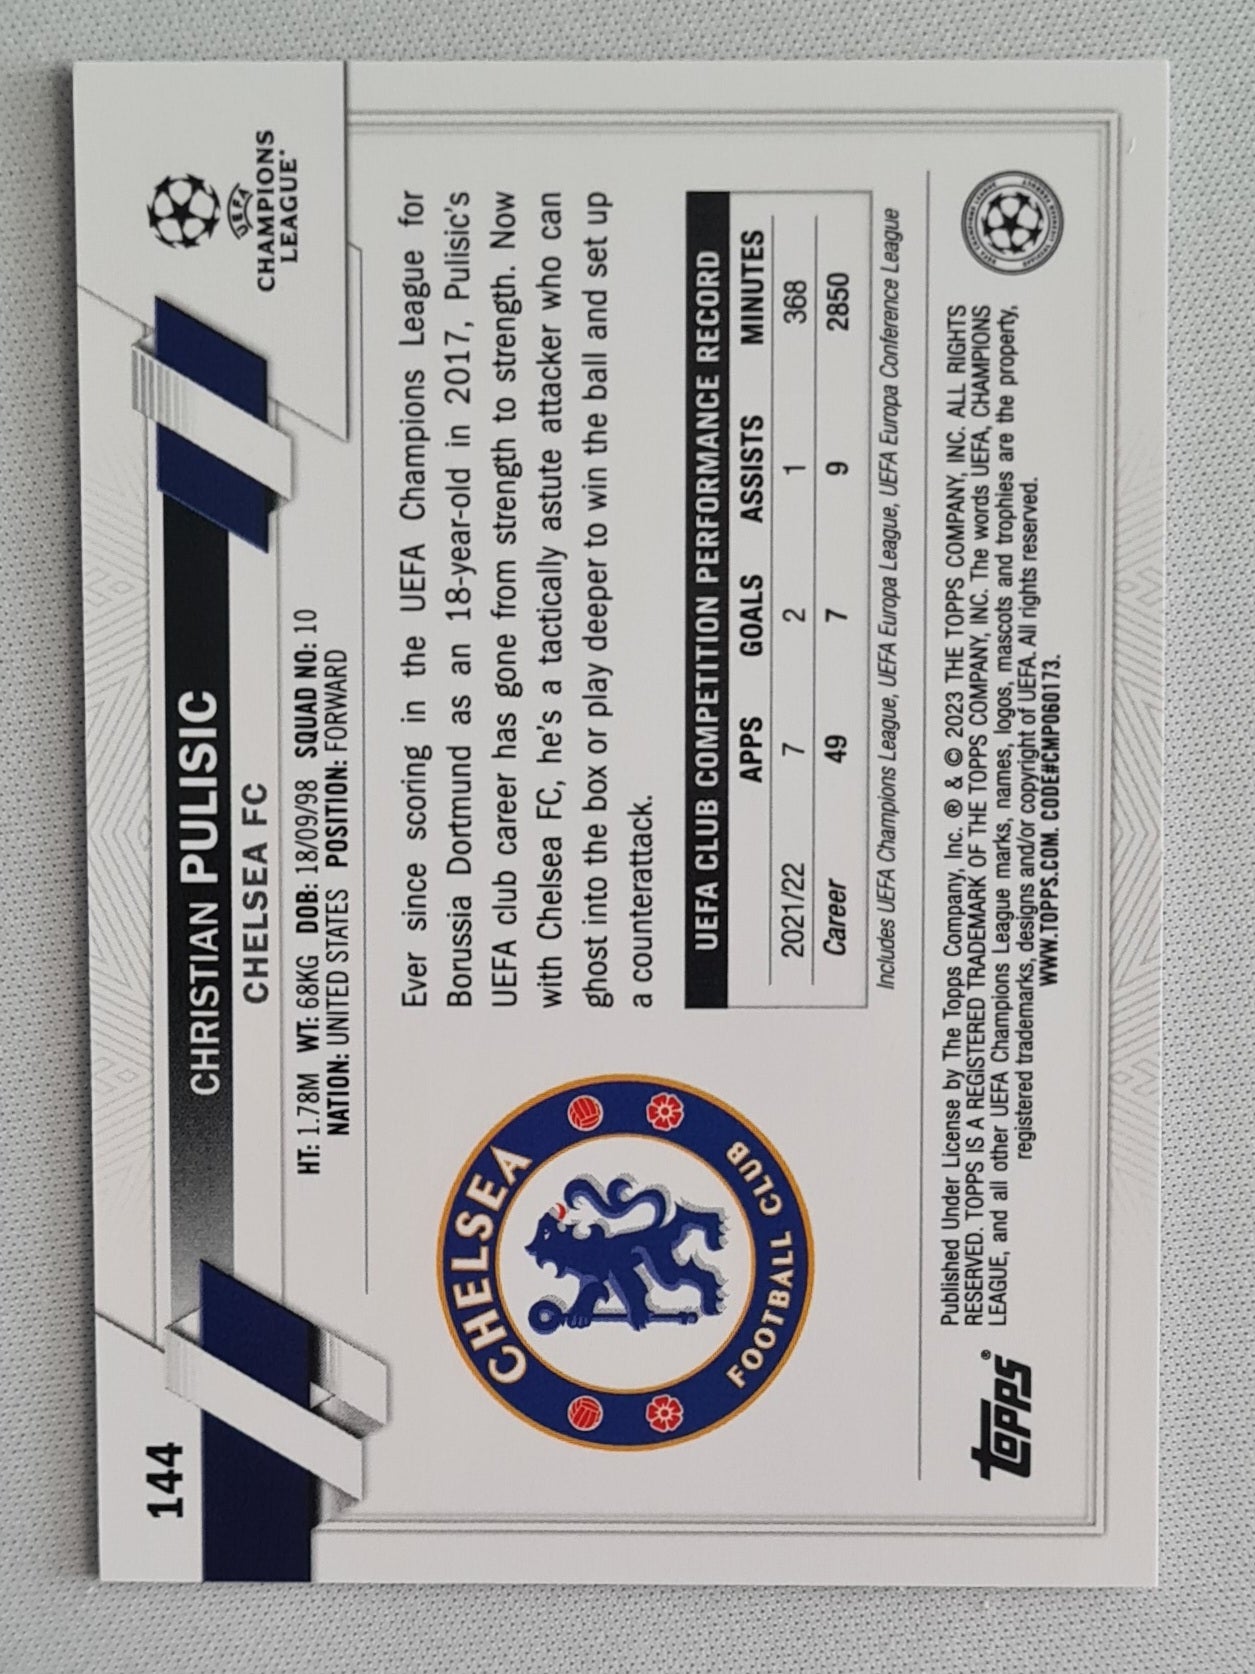 144
CHRISTIAN PULISIC
CHELSEA FC
UEFA
CHAMPIONS
LEAGUE®
HT: 1.78M WT: 68KG DOB: 18/09/98 SQUAD NO: 10
NATION: UNITED STATES POSITION: FORWARD
CHELSEA
FOOTBALL CLUB
Ever since scoring in the UEFA Champions League for
Borussia Dortmund as an 18-year-old in 2017, Pulisic's
UEFA club career has gone from strength to strength. Now
with Chelsea FC, he's a tactically astute attacker who can
ghost into the box or play deeper to win the ball and set up
a counterattack.
UEFA CLUB COMPETITION PERFORMANCE RECORD
APPS GOALS ASSISTS MINUTES
2021/22 7 2 1 368
Career 49 7 9 2850
Includes UEFA Champions League, UEFA Europa League, UEFA Europa Conference League
TOPPS®
Published Under License by The Topps Company, Inc. ® & © 2023 THE TOPPS COMPANY, INC. ALL RIGHTS
RESERVED. TOPPS IS A REGISTERED TRADEMARK OF THE TOPPS COMPANY, INC. The words UEFA, CHAMPIONS
LEAGUE, and all other UEFA Champions League marks, names, logos, mascots and trophies are the property,
registered trademarks, designs and/or copyright of UEFA. All rights reserved.
WWW.TOPPS.COM. CODE#CMP060173.